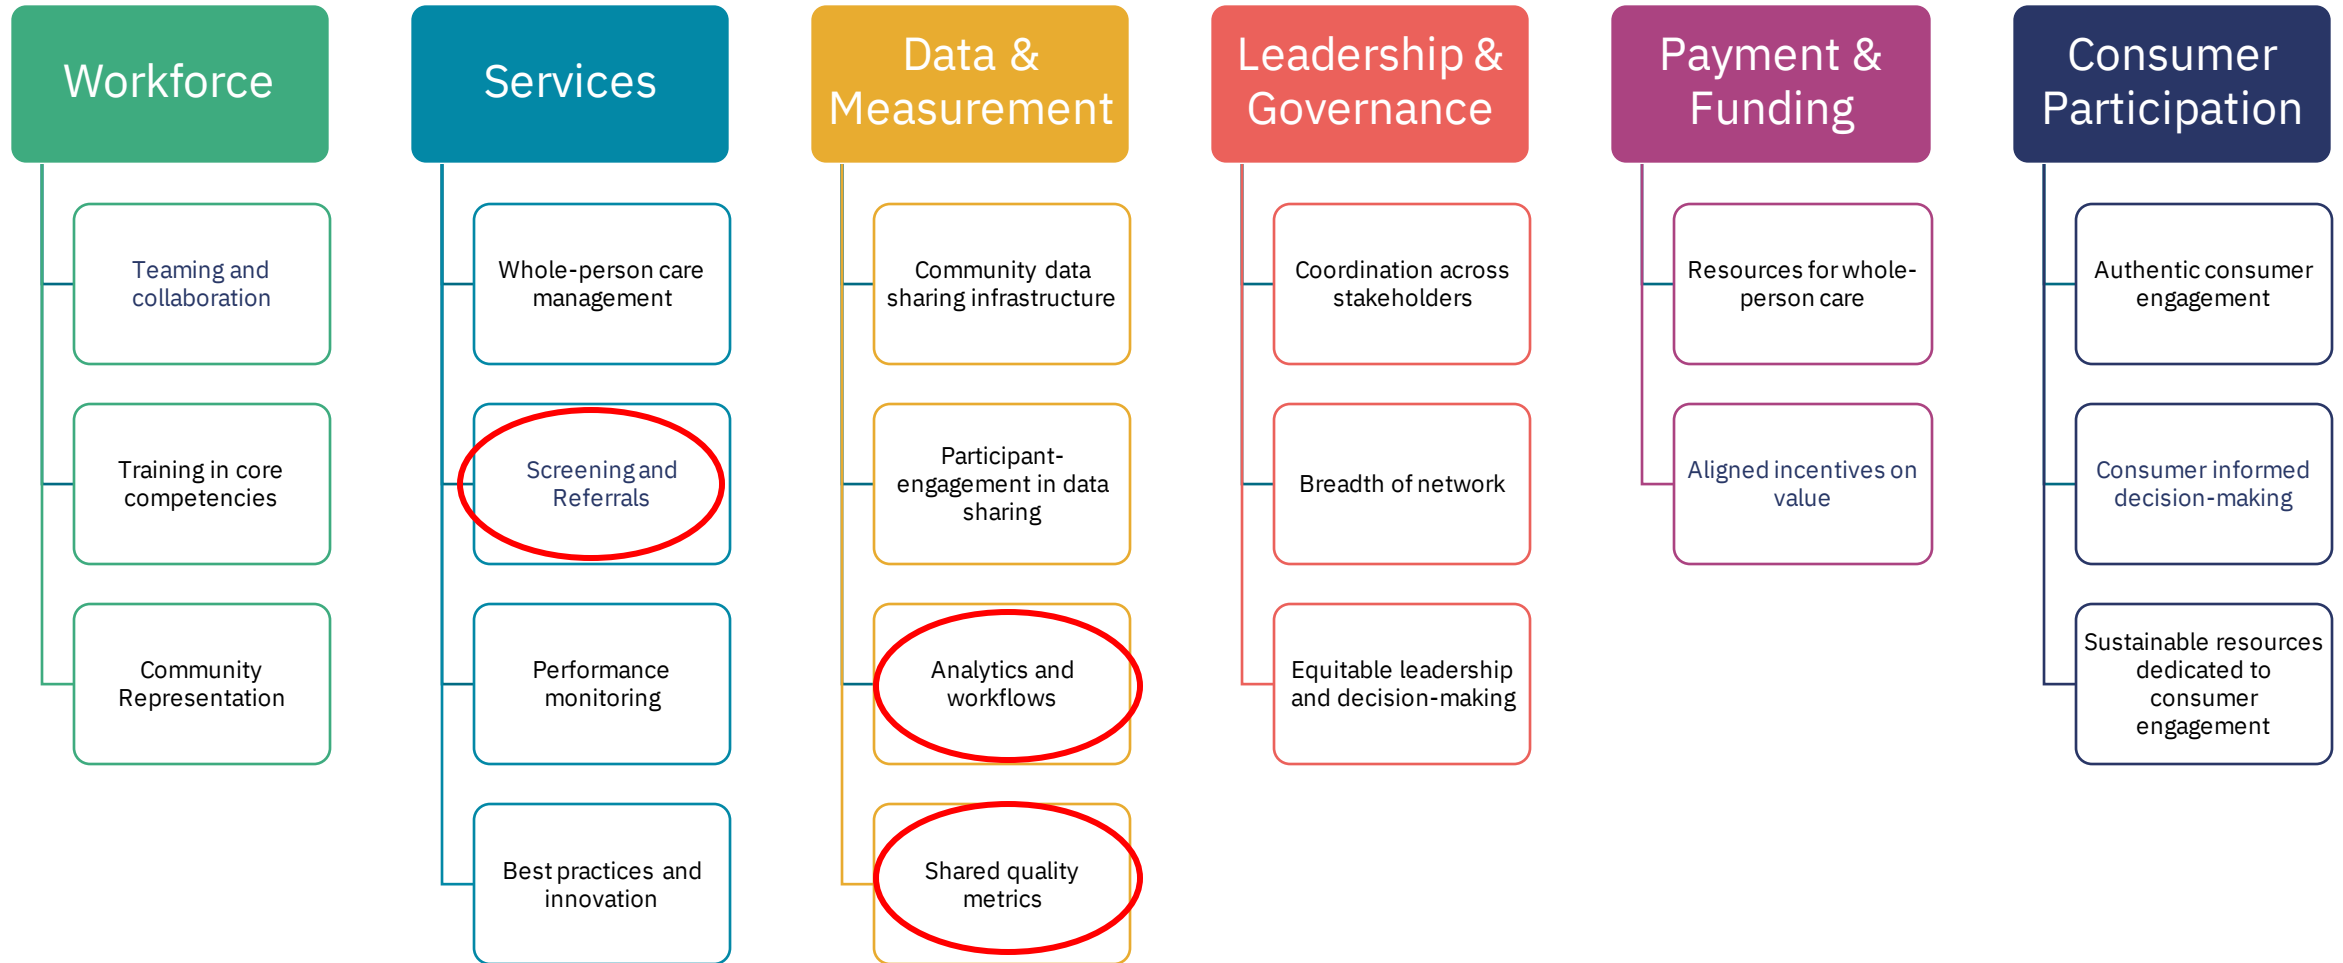 Workforce
Teaming and
collaboration
Training in core
competencies
Community
Representation
Services
Whole-person care
management
Screening and
Referrals
Performance
monitoring
Best practices and
innovation
Data &
Measurement
Community data
sharing infrastructure
Participant-
engagement in data
sharing
Analytics and
workflows
Shared quality
metrics
Leadership &
Governance
Coordination across
stakeholders
Breadth of network
Equitable leadership
and decision-making
Payment &
Funding
Resources for whole-
person care
Aligned incentives on
value
Consumer
Participation
Authentic consumer
engagement
Consumer informed
decision-making
Sustainable resources
dedicated to
consumer
engagement